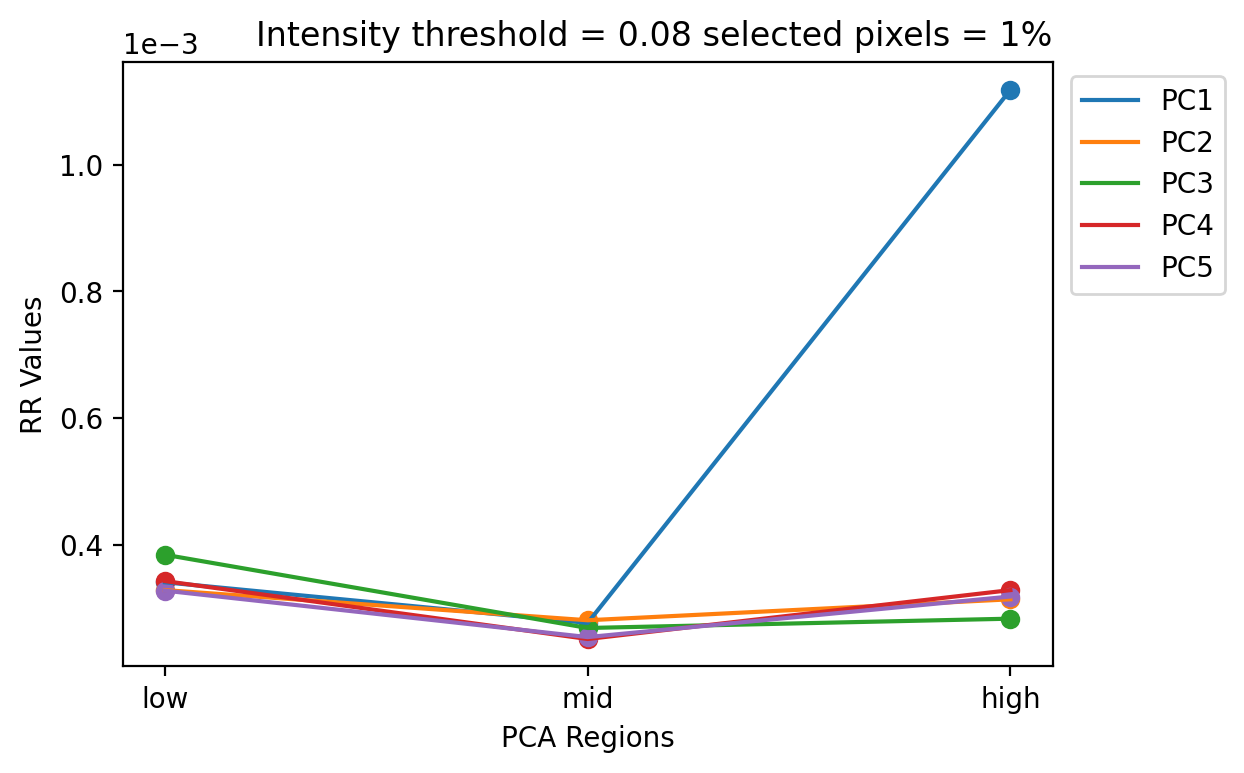 Intensity threshold = 0.08 selected pixels = 1%
1e−3
1.0
0.8
0.6
0.4
RR Values
low
mid
high
PCA Regions
PC1
PC2
PC3
PC4
PC5